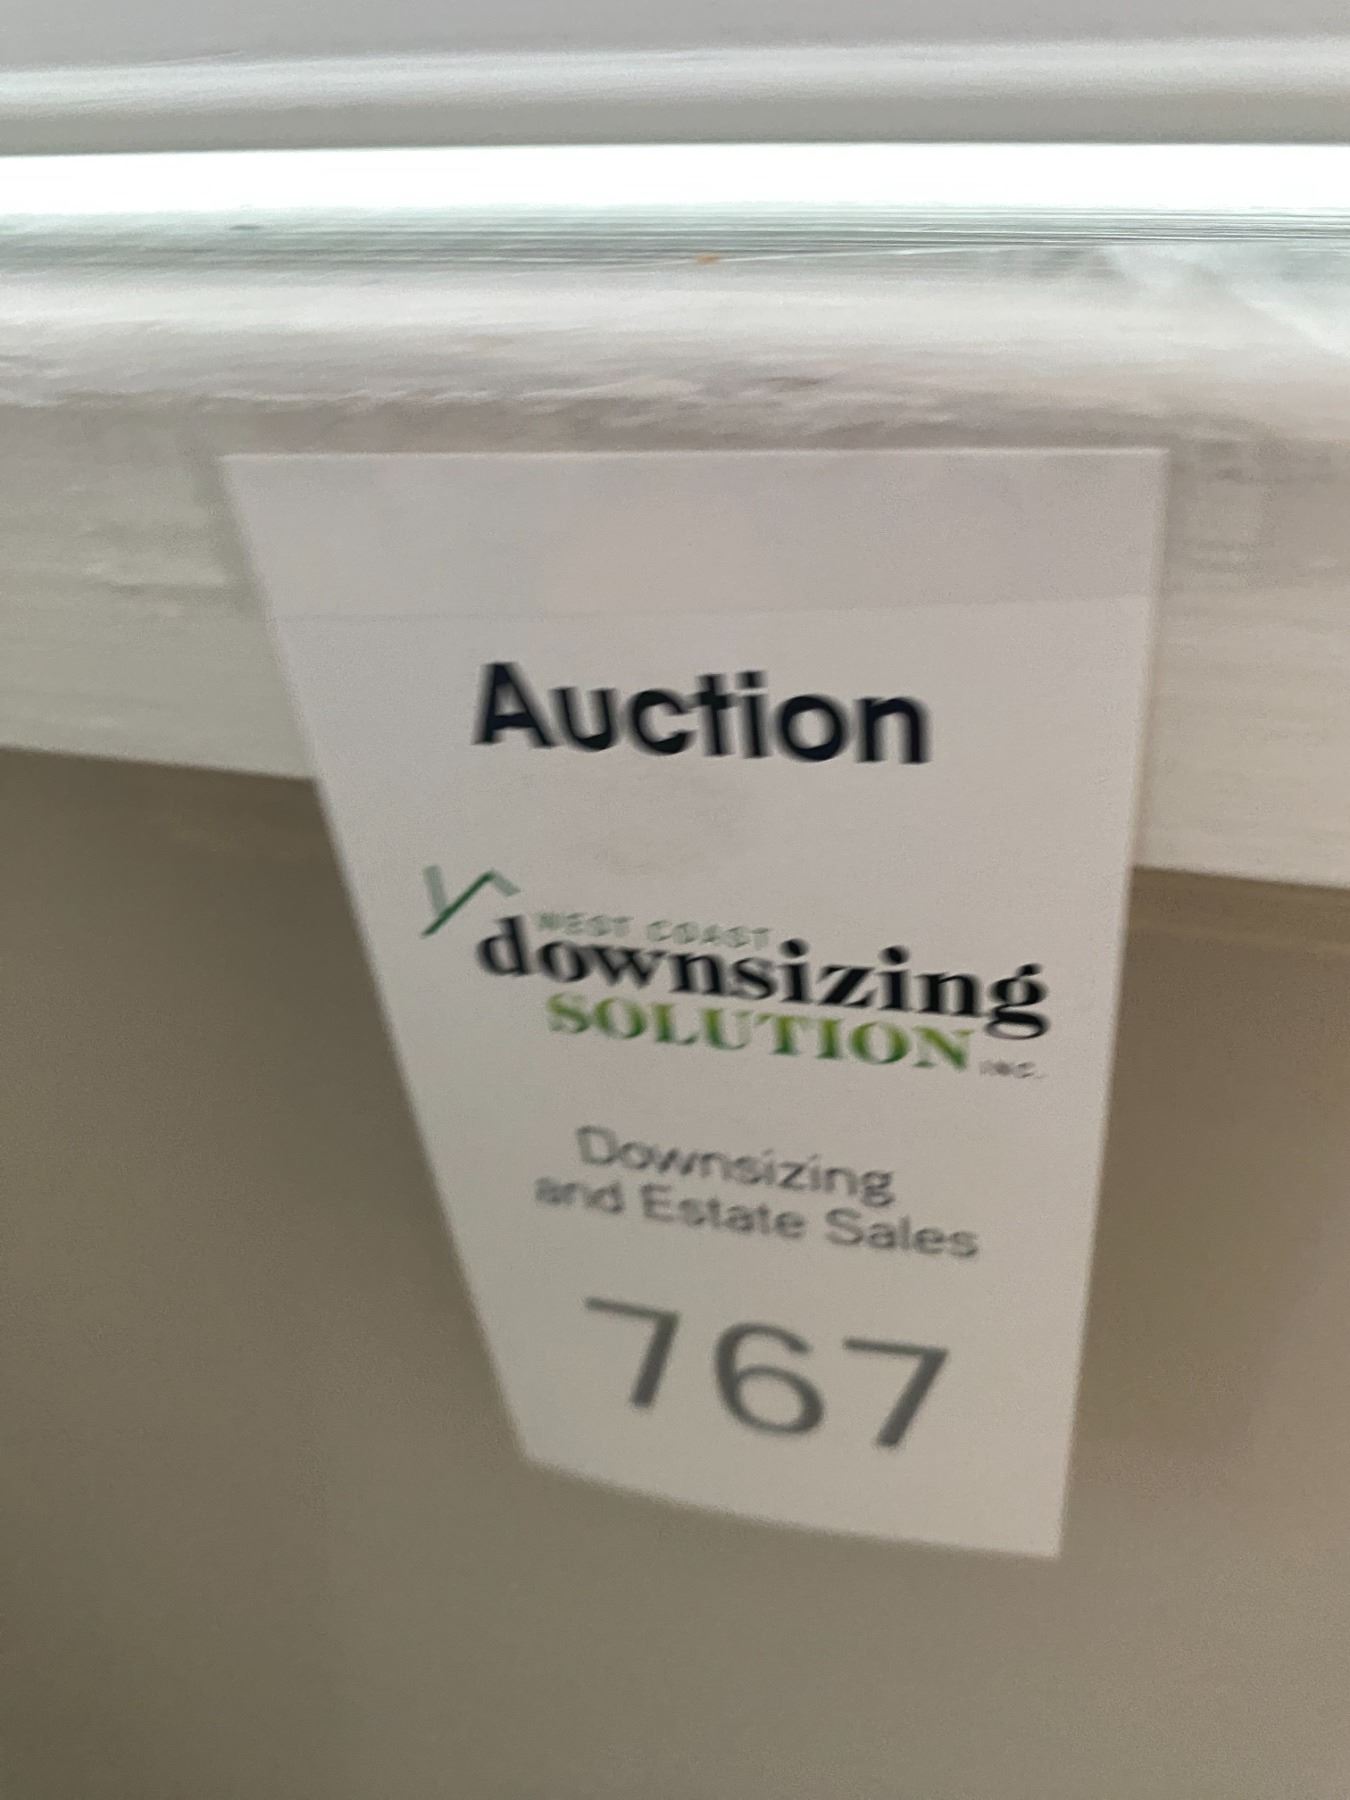 Auction
WEST COAST
downsizing
SOLUTION INC.
Downsizing
and Estate Sales
767